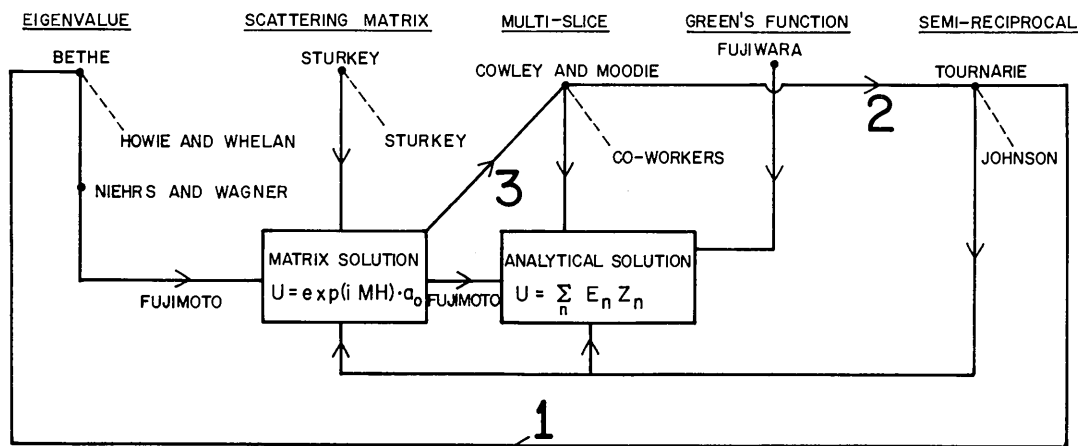 EIGENVALUE
SCATTERING MATRIX
MULTI-SLICE
GREEN'S FUNCTION
SEMI-RECIPROCAL
BETHE
STURKEY
COWLEY AND MOODIE
FUJIWARA
TOURNARIE
HOWIE AND WHELAN
STURKEY
CO-WORKERS
2
JOHNSON
NIEHRS AND WAGNER
3
MATRIX SOLUTION
U = exp(i MH)·a₀
ANALYTICAL SOLUTION
U = Σ Eₙ Zₙ
n
FUJIMOTO
FUJIMOTO
1